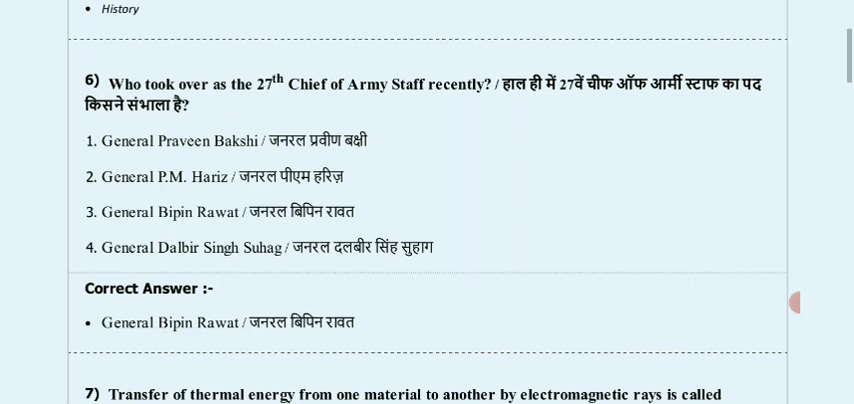 • History
6) Who took over as the 27th Chief of Army Staff recently? / हाल ही में 27वें चीफ ऑफ आर्मी स्टाफ का पद
किसने संभाला है?
1. General Praveen Bakshi / जनरल प्रवीण बक्षी
2. General P.M. Hariz / जनरल पीएम हरिज़
3. General Bipin Rawat / जनरल बिपिन रावत
4. General Dalbir Singh Suhag / जनरल दलबीर सिंह सुहाग
Correct Answer :-
• General Bipin Rawat / जनरल बिपिन रावत
7) Transfer of thermal energy from one material to another by electromagnetic rays is called